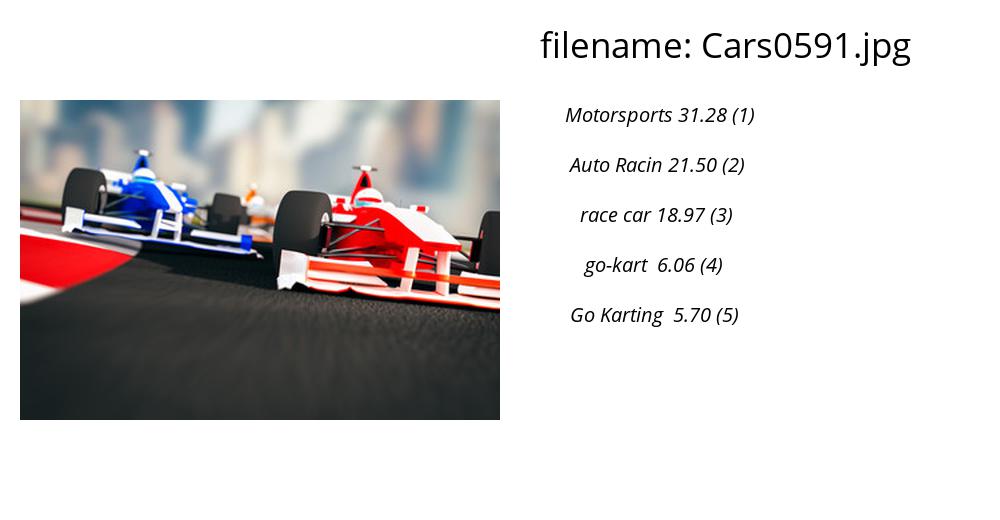 filename: Cars0591.jpg
Motorsports 31.28 (1)
Auto Racin 21.50 (2)
race car 18.97 (3)
go-kart  6.06 (4)
Go Karting  5.70 (5)